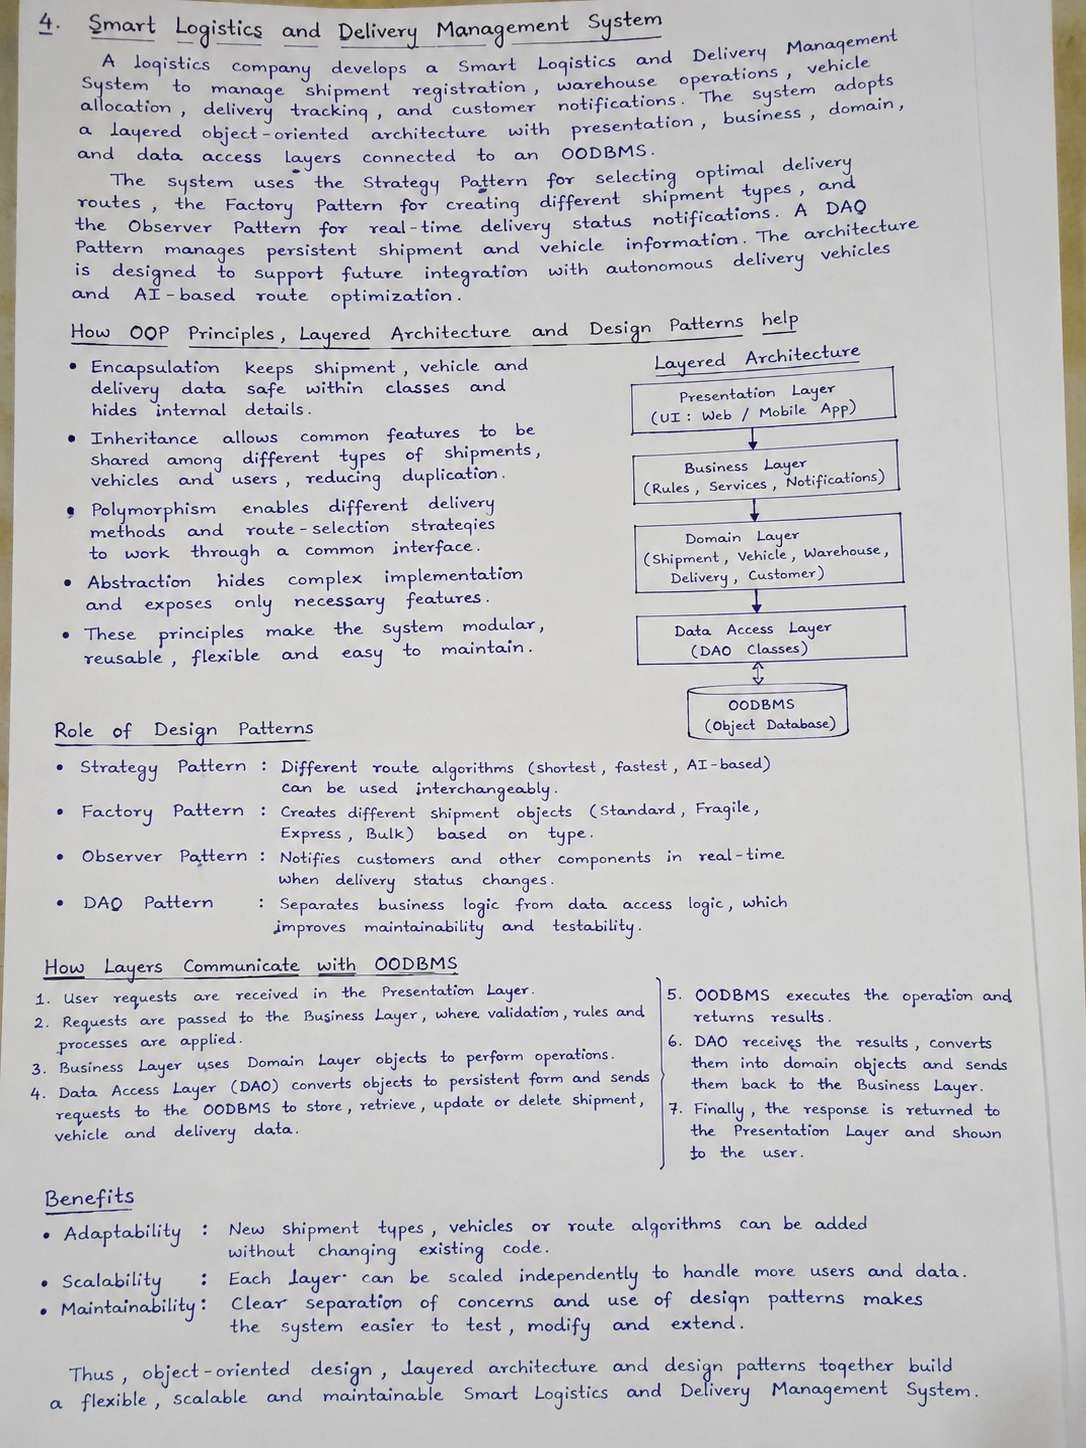 4. Smart Logistics and Delivery Management System
A logistics company develops a Smart Logistics and Delivery Management
System to manage shipment registration, warehouse operations, vehicle
allocation, delivery tracking, and customer notifications. The system adopts
a layered object-oriented architecture with presentation, business, domain,
and data access layers connected to an OODBMS.
The system uses the Strategy Pattern for selecting optimal delivery
routes, the Factory Pattern for creating different shipment types, and
the Observer Pattern for real-time delivery status notifications. A DAO
Pattern manages persistent shipment and vehicle information. The architecture
is designed to support future integration with autonomous delivery vehicles
and AI-based route optimization.
How OOP Principles, Layered Architecture and Design Patterns help
• Encapsulation keeps shipment, vehicle and
delivery data safe within classes and
hides internal details.
• Inheritance allows common features to be
shared among different types of shipments,
vehicles and users, reducing duplication.
• Polymorphism enables different delivery
methods and route-selection strategies
to work through a common interface.
• Abstraction hides complex implementation
and exposes only necessary features.
• These principles make the system modular,
reusable, flexible and easy to maintain.
Layered Architecture
Presentation Layer
(UI: Web / Mobile App)
Business Layer
(Rules, Services, Notifications)
Domain Layer
(Shipment, Vehicle, Warehouse,
Delivery, Customer)
Data Access Layer
(DAO Classes)
OODBMS
(Object Database)
Role of Design Patterns
• Strategy Pattern : Different route algorithms (shortest, fastest, AI-based)
can be used interchangeably.
• Factory Pattern : Creates different shipment objects (Standard, Fragile,
Express, Bulk) based on type.
• Observer Pattern : Notifies customers and other components in real-time
when delivery status changes.
• DAO Pattern : Separates business logic from data access logic, which
improves maintainability and testability.
How Layers Communicate with OODBMS
1. User requests are received in the Presentation Layer.
2. Requests are passed to the Business Layer, where validation, rules and
processes are applied.
3. Business Layer uses Domain Layer objects to perform operations.
4. Data Access Layer (DAO) converts objects to persistent form and sends
requests to the OODBMS to store, retrieve, update or delete shipment,
vehicle and delivery data.
5. OODBMS executes the operation and
returns results.
6. DAO receives the results, converts
them into domain objects and sends
them back to the Business Layer.
7. Finally, the response is returned to
the Presentation Layer and shown
to the user.
Benefits
• Adaptability : New shipment types, vehicles or route algorithms can be added
without changing existing code.
• Scalability : Each layer can be scaled independently to handle more users and data.
• Maintainability : Clear separation of concerns and use of design patterns makes
the system easier to test, modify and extend.
Thus, object-oriented design, layered architecture and design patterns together build
a flexible, scalable and maintainable Smart Logistics and Delivery Management System.